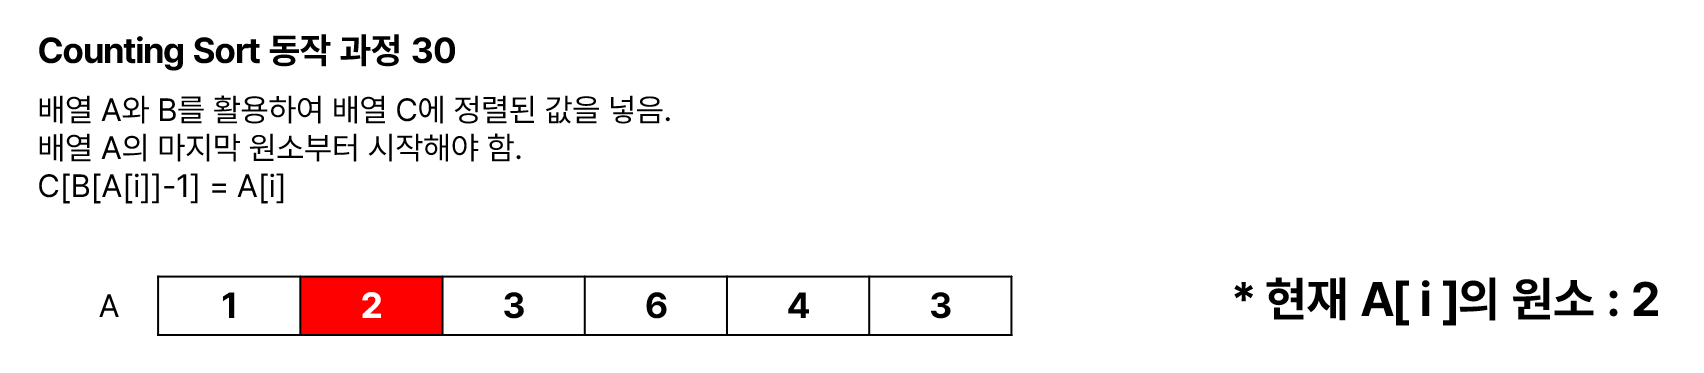 Counting Sort 동작 과정 30
배열 A와 B를 활용하여 배열 C에 정렬된 값을 넣음.
배열 A의 마지막 원소부터 시작해야 함.
C[B[A[i]]-1] = A[i]
A 1 2 3 6 4 3
* 현재 A[ i ]의 원소 : 2